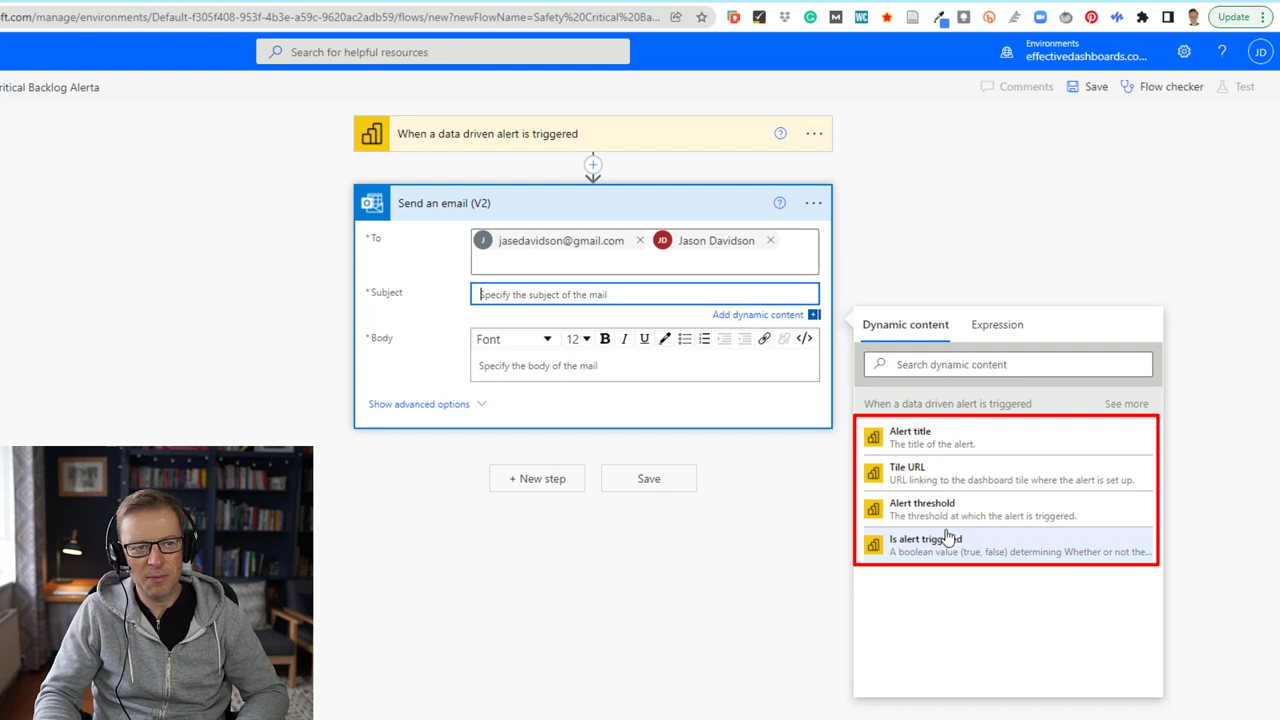 ft.com/manage/environments/Default-f305f408-953f-4b3e-a59c-9620ac2adb59/flows/new?newFlowName=Safety%20Critical%20Ba...
Update
Search for helpful resources
Environments
effectivedashboards.co...
JD
ritical Backlog Alerta
Comments
Save
Flow checker
Test
When a data driven alert is triggered
Send an email (V2)
* To
J jasedavidson@gmail.com JD Jason Davidson
* Subject
Specify the subject of the mail
Add dynamic content
* Body
Font 12 B I U </>
Specify the body of the mail
Show advanced options
+ New step
Save
Dynamic content Expression
Search dynamic content
When a data driven alert is triggered See more
Alert title
The title of the alert.
Tile URL
URL linking to the dashboard tile where the alert is set up.
Alert threshold
The threshold at which the alert is triggered.
Is alert triggered
A boolean value (true, false) determining Whether or not the...